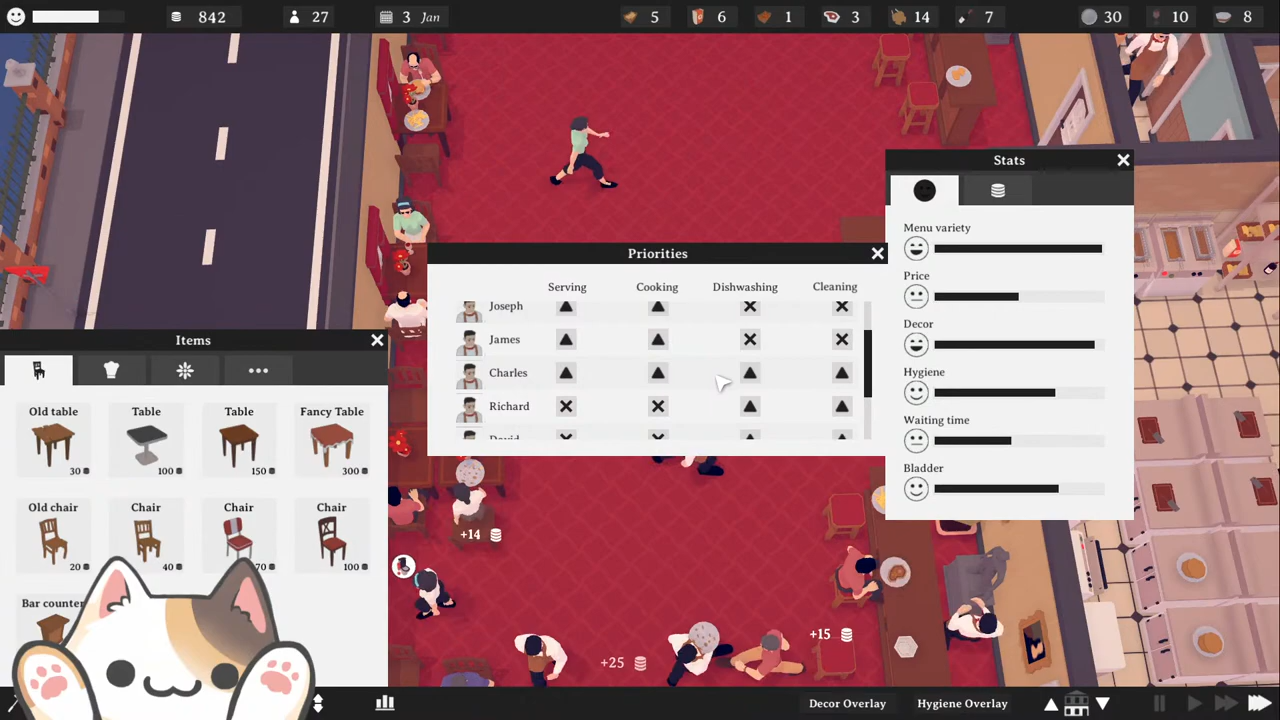 842
27
3 Jan
5
6
1
3
14
7
30
10
8
Stats
Menu variety
Price
Decor
Hygiene
Waiting time
Bladder
Priorities
Serving Cooking Dishwashing Cleaning
Joseph
James
Charles
Richard
David
Items
Old table Table Table Fancy Table
30 100 150 300
Old chair Chair Chair Chair
20 40 70 100
Bar counter
+14
+25
+15
Decor Overlay
Hygiene Overlay